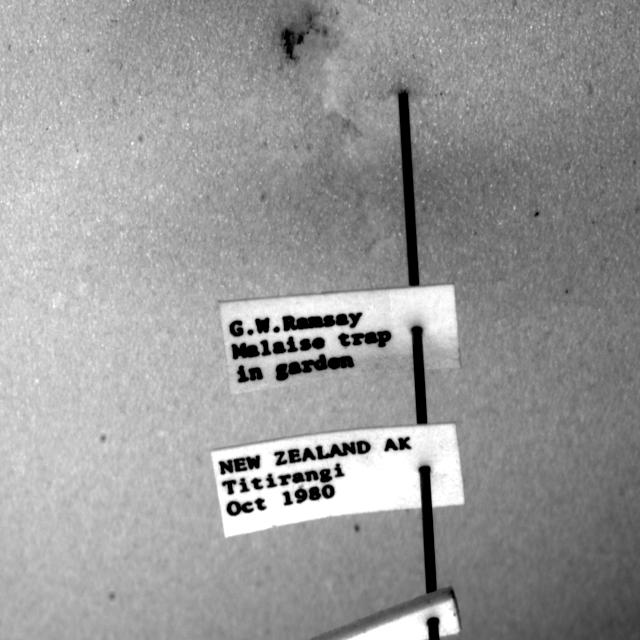 G.W.Ramsay
Malaise trap
in garden
NEW ZEALAND AK
Titirangi
Oct 1980